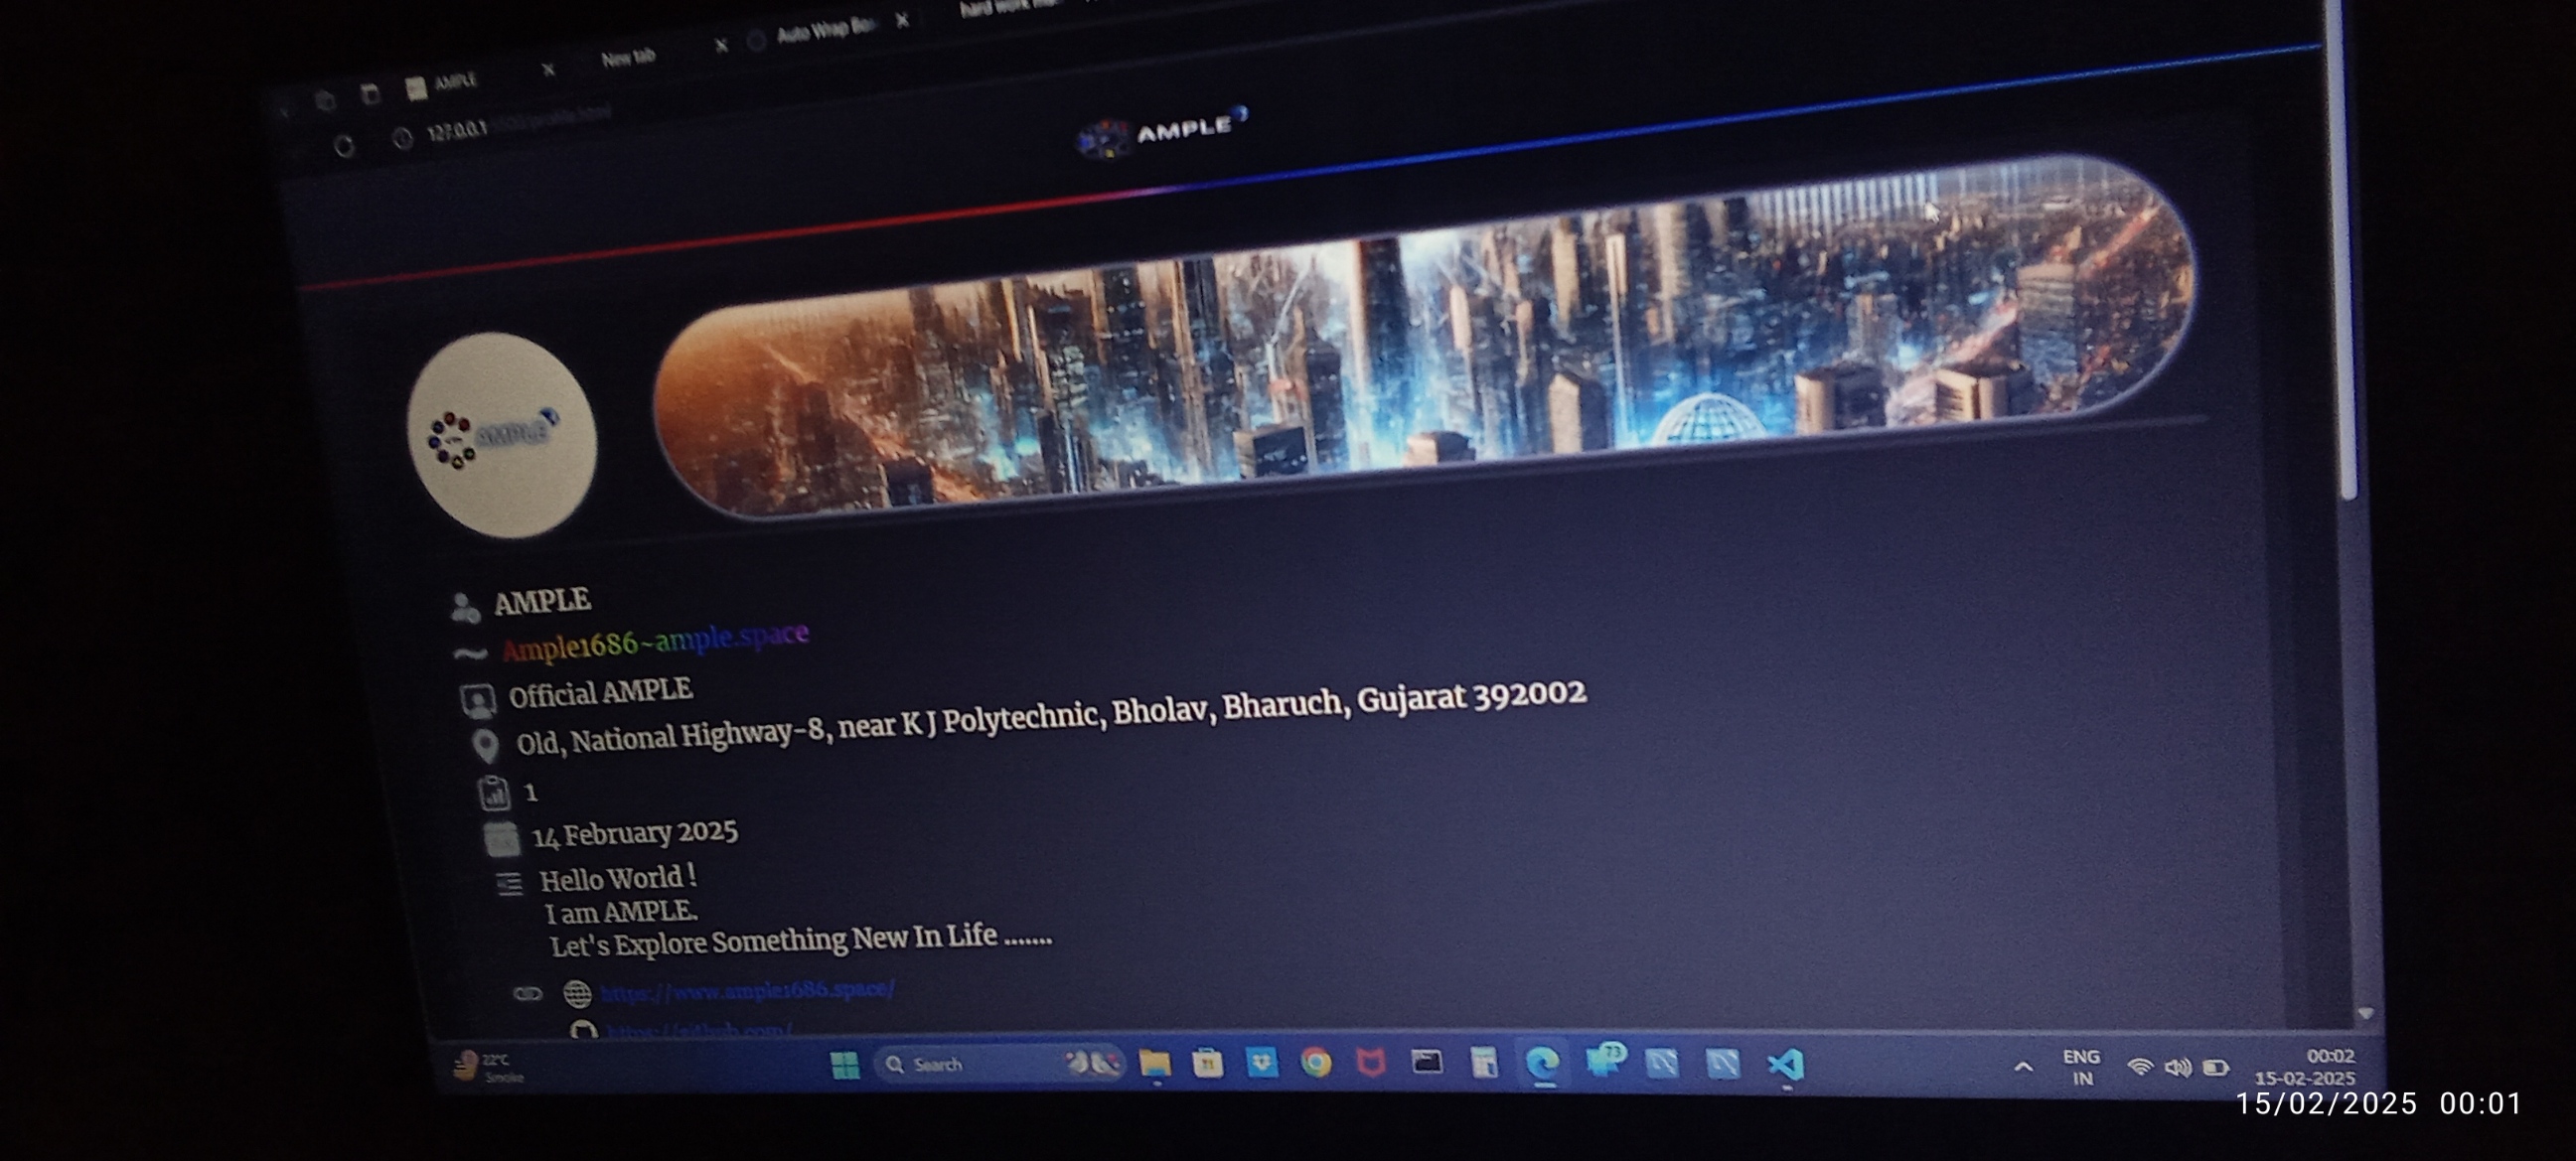 AMPLE
New tab
Auto Wrap Bo
hard work
127.0.0.1
AMPLE
AMPLE
AMPLE
Ample1686~ample.space
Official AMPLE
Old, National Highway-8, near K J Polytechnic, Bholav, Bharuch, Gujarat 392002
1
14 February 2025
Hello World !
I am AMPLE.
Let's Explore Something New In Life .......
https://www.ample1686.space/
https://github.com/
22°C
Smoke
Search
73
ENG
IN
00:02
15-02-2025
15/02/2025 00:01